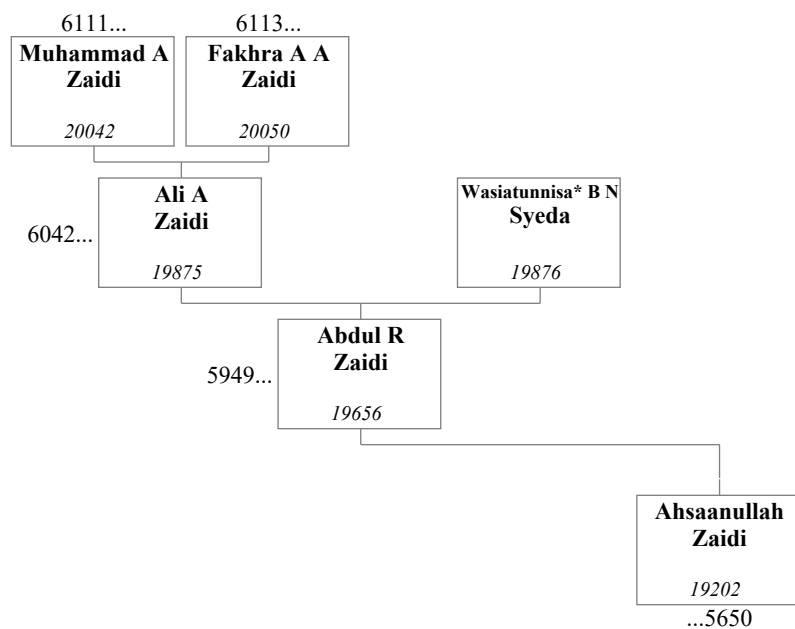 6111...
6113...
Muhammad A
Zaidi
20042
Fakhra A A
Zaidi
20050
6042...
Ali A
Zaidi
19875
Wasiatunnisa* B N
Syeda
19876
5949...
Abdul R
Zaidi
19656
Ahsaanullah
Zaidi
19202
...5650